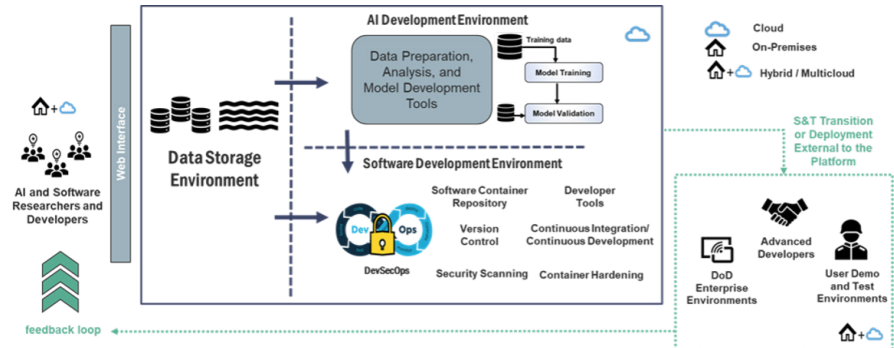 AI Development Environment
Data Preparation,
Analysis, and
Model Development
Tools
Training data
Model Training
Model Validation
Cloud
On-Premises
Hybrid / Multicloud
Web Interface
AI and Software
Researchers and
Developers
Data Storage
Environment
Software Development Environment
Dev
Ops
DevSecOps
Software Container
Repository
Developer
Tools
Version
Control
Continuous Integration/
Continuous Development
Security Scanning
Container Hardening
S&T Transition
or Deployment
External to the
Platform
Advanced
Developers
DoD
Enterprise
Environments
User Demo
and Test
Environments
feedback loop